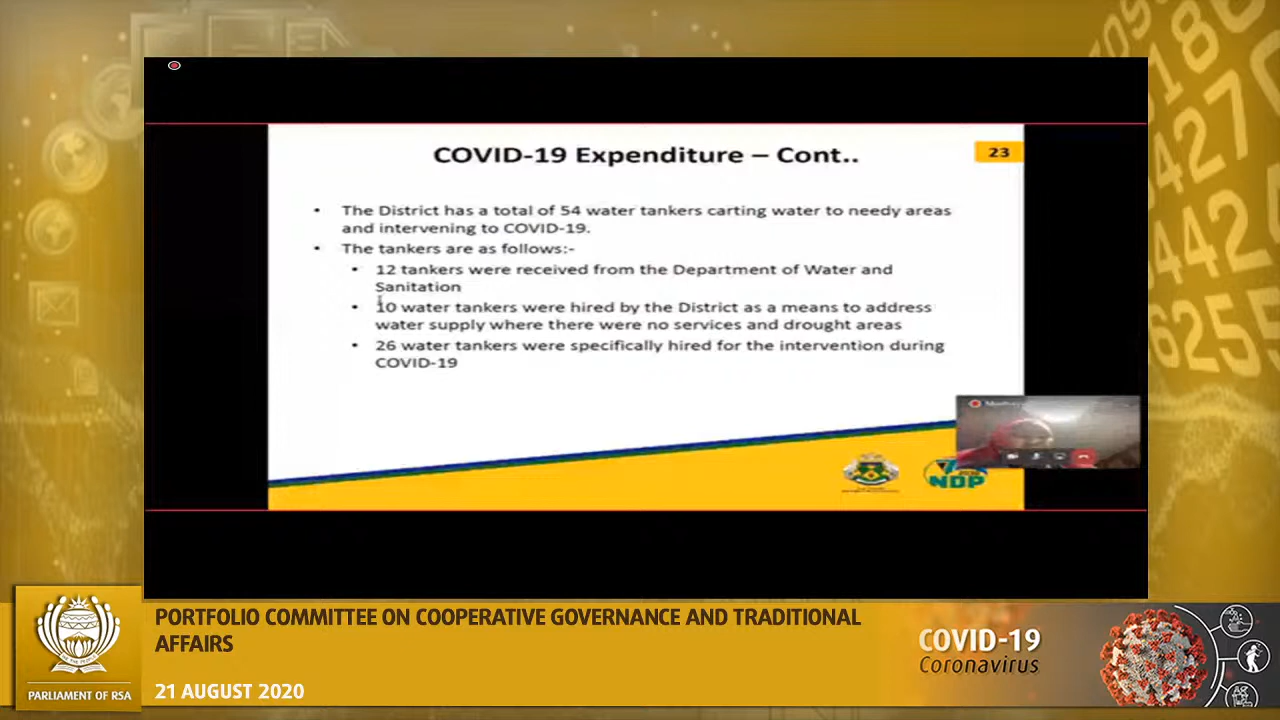 COVID-19 Expenditure – Cont..
23
• The District has a total of 54 water tankers carting water to needy areas
and intervening to COVID-19.
• The tankers are as follows:-
• 12 tankers were received from the Department of Water and
Sanitation
• 10 water tankers were hired by the District as a means to address
water supply where there were no services and drought areas
• 26 water tankers were specifically hired for the intervention during
COVID-19
NDP
PORTFOLIO COMMITTEE ON COOPERATIVE GOVERNANCE AND TRADITIONAL
AFFAIRS
21 AUGUST 2020
PARLIAMENT OF RSA
COVID-19
Coronavirus